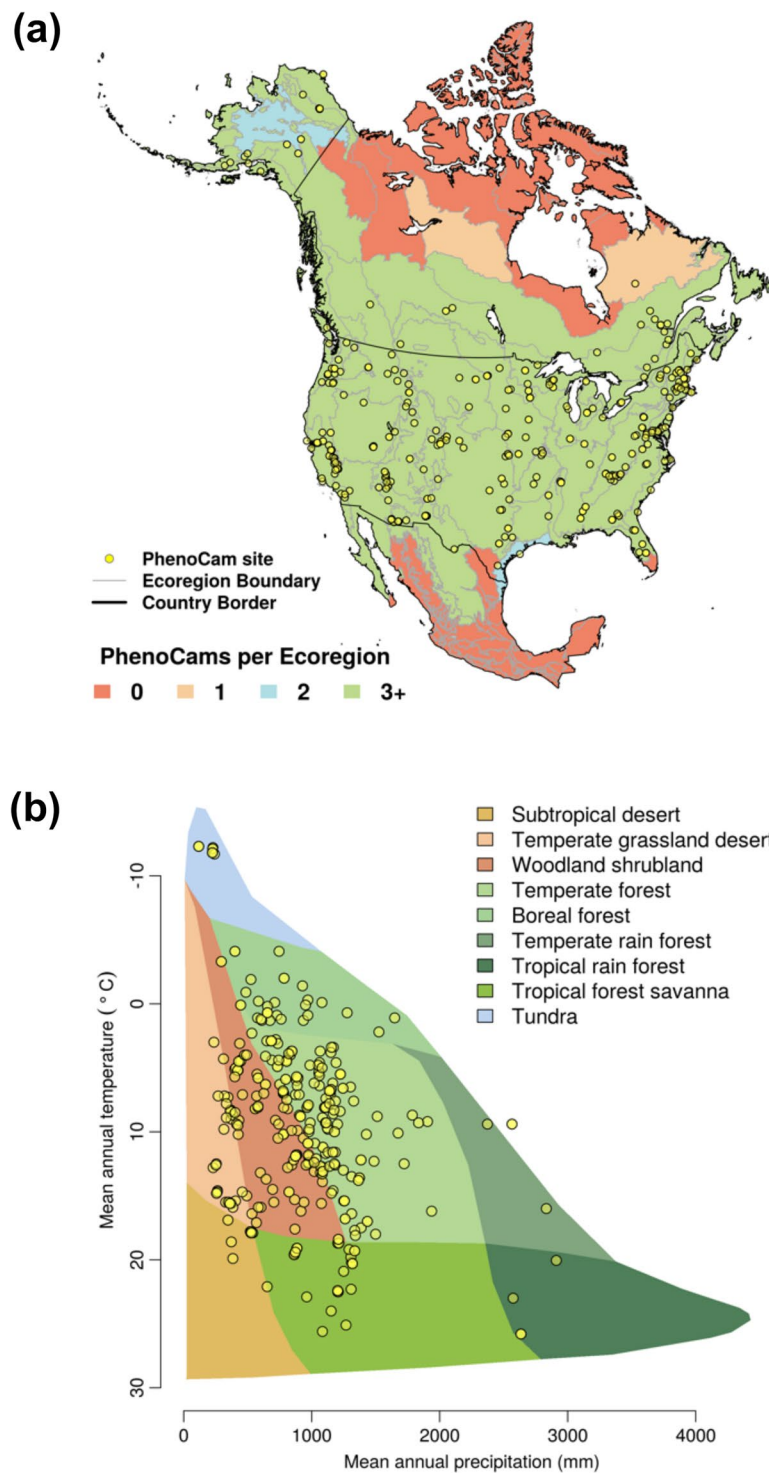 (a)
PhenoCam site
Ecoregion Boundary
Country Border
PhenoCams per Ecoregion
0 1 2 3+
(b)
Subtropical desert
Temperate grassland desert
Woodland shrubland
Temperate forest
Boreal forest
Temperate rain forest
Tropical rain forest
Tropical forest savanna
Tundra
Mean annual temperature ( ° C)
-10
0
10
20
30
0 1000 2000 3000 4000
Mean annual precipitation (mm)